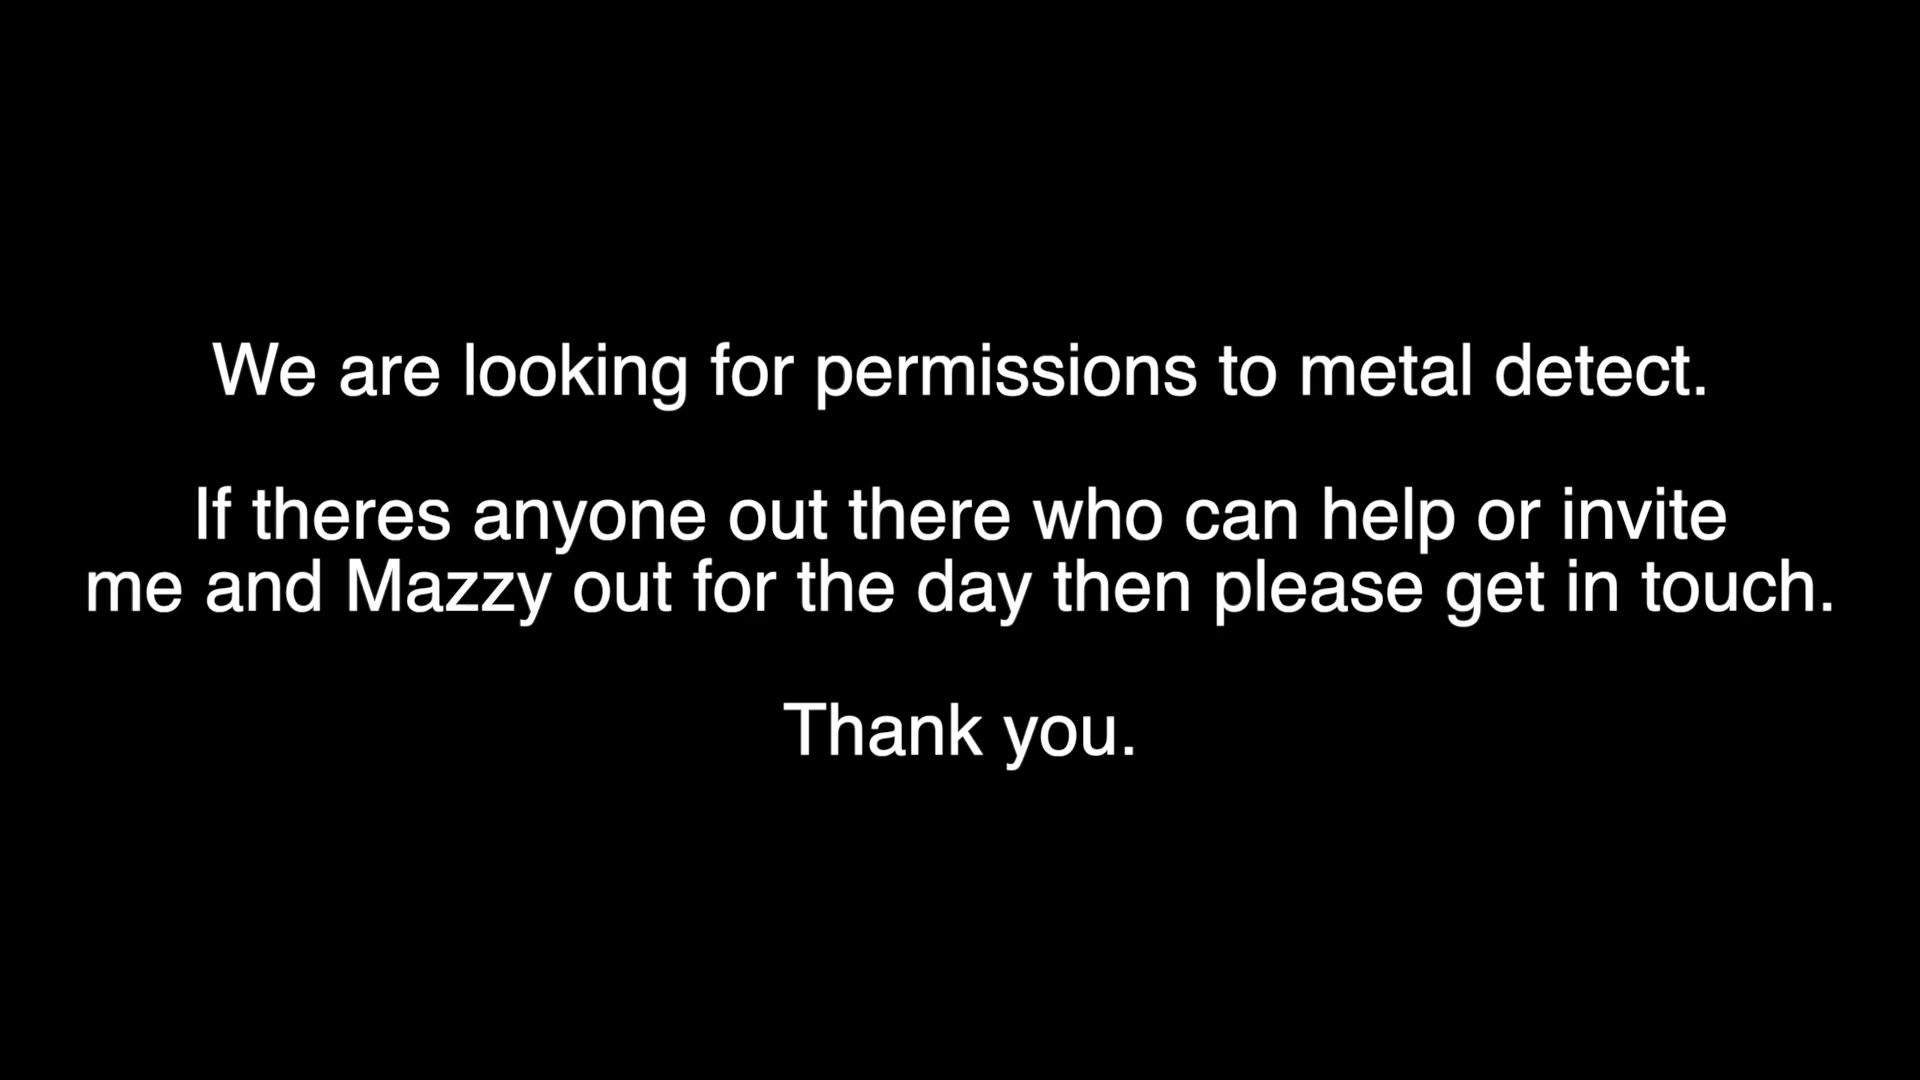 We are looking for permissions to metal detect.
If theres anyone out there who can help or invite
me and Mazzy out for the day then please get in touch.
Thank you.